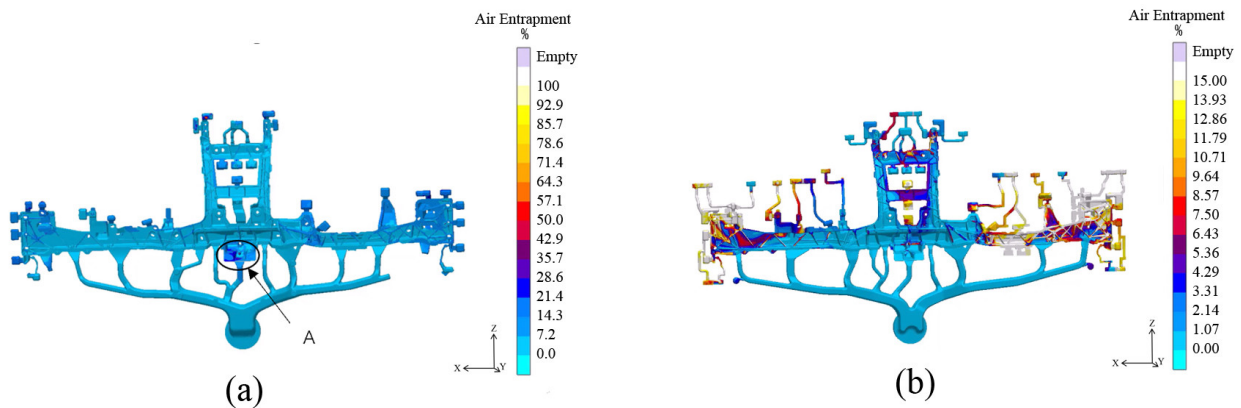 Air Entrapment
%
Empty
100
92.9
85.7
78.6
71.4
64.3
57.1
50.0
42.9
35.7
28.6
21.4
14.3
7.2
0.0
A
Z
X
Y
(a)
Air Entrapment
%
Empty
15.00
13.93
12.86
11.79
10.71
9.64
8.57
7.50
6.43
5.36
4.29
3.31
2.14
1.07
0.00
Z
X
Y
(b)